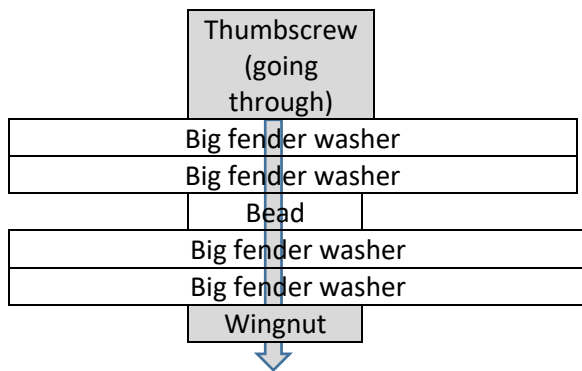 Thumbscrew
(going
through)
Big fender washer
Big fender washer
Bead
Big fender washer
Big fender washer
Wingnut